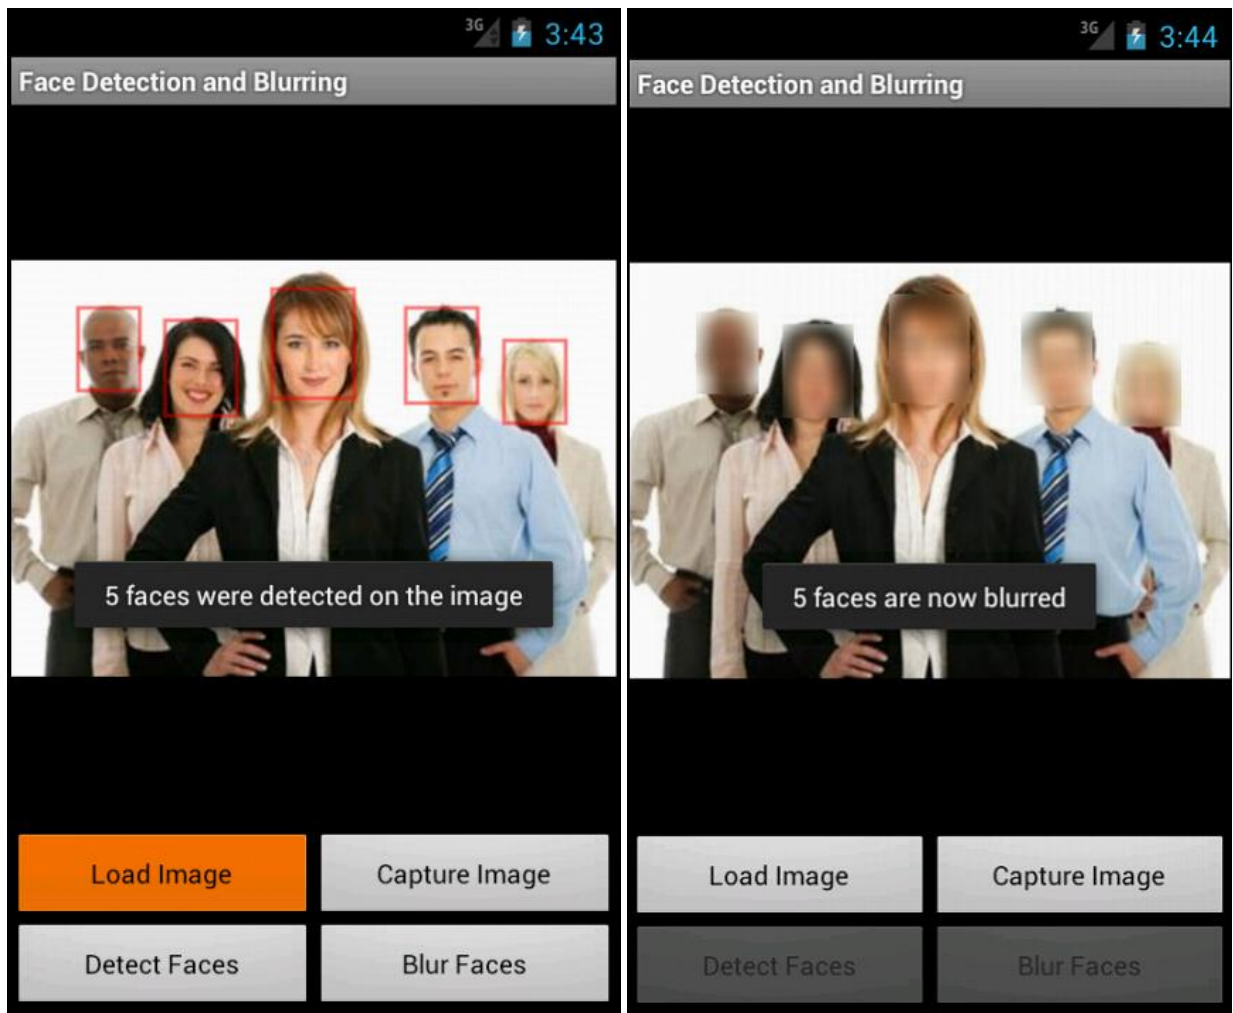 3G 3:43
Face Detection and Blurring
5 faces were detected on the image
Load Image
Capture Image
Detect Faces
Blur Faces
3G 3:44
Face Detection and Blurring
5 faces are now blurred
Load Image
Capture Image
Detect Faces
Blur Faces